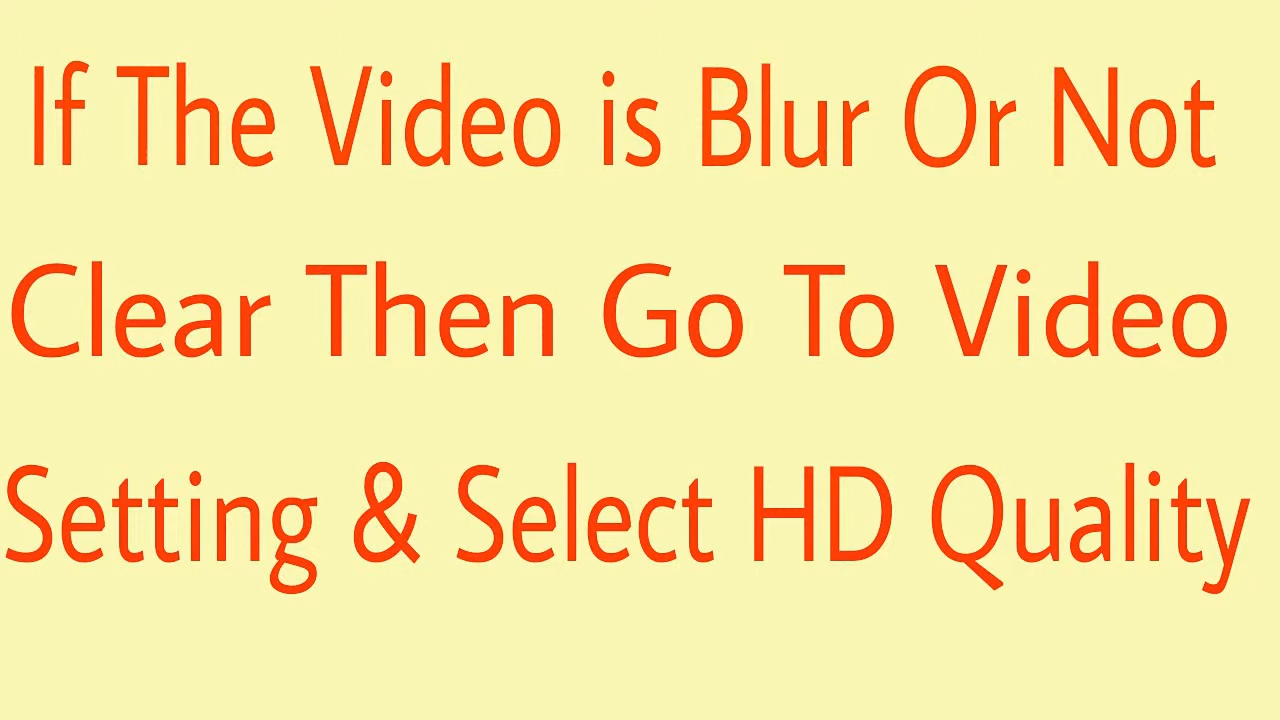 If The Video is Blur Or Not
Clear Then Go To Video
Setting & Select HD Quality